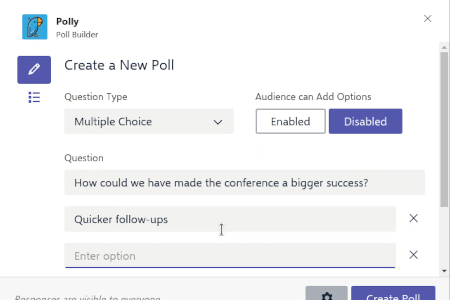 Polly
Poll Builder
Create a New Poll
Question Type
Audience can Add Options
Multiple Choice
Enabled
Disabled
Question
How could we have made the conference a bigger success?
Quicker follow-ups
Enter option
Responses are visible to everyone
Create Poll